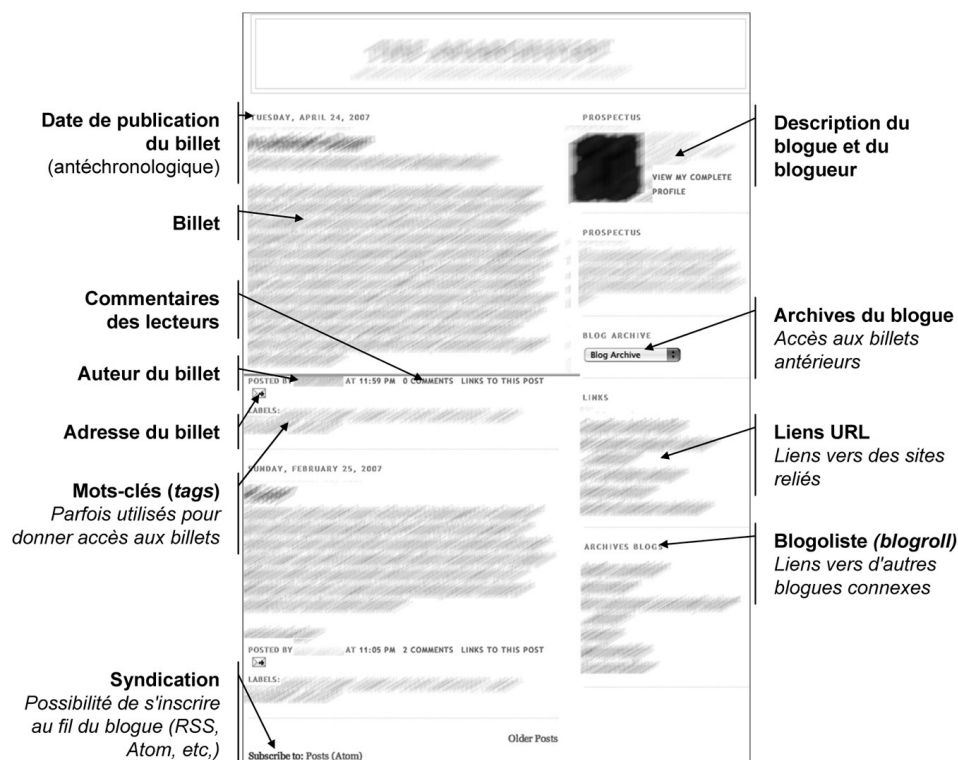 Date de publication
du billet
(antéchronologique)
Billet
Commentaires
des lecteurs
Auteur du billet
Adresse du billet
Mots-clés (tags)
Parfois utilisés pour
donner accès aux billets
Syndication
Possibilité de s'inscrire
au fil du blogue (RSS,
Atom, etc,)
TUESDAY, APRIL 24, 2007
POSTED BY AT 11:59 PM 0 COMMENTS LINKS TO THIS POST
LABELS:
SUNDAY, FEBRUARY 25, 2007
POSTED BY AT 11:05 PM 2 COMMENTS LINKS TO THIS POST
LABELS:
Older Posts
Subscribe to: Posts (Atom)
PROSPECTUS
VIEW MY COMPLETE
PROFILE
PROSPECTUS
BLOG ARCHIVE
Blog Archive
LINKS
ARCHIVES BLOGS
Description du
blogue et du
blogueur
Archives du blogue
Accès aux billets
antérieurs
Liens URL
Liens vers des sites
reliés
Blogoliste (blogroll)
Liens vers d'autres
blogues connexes